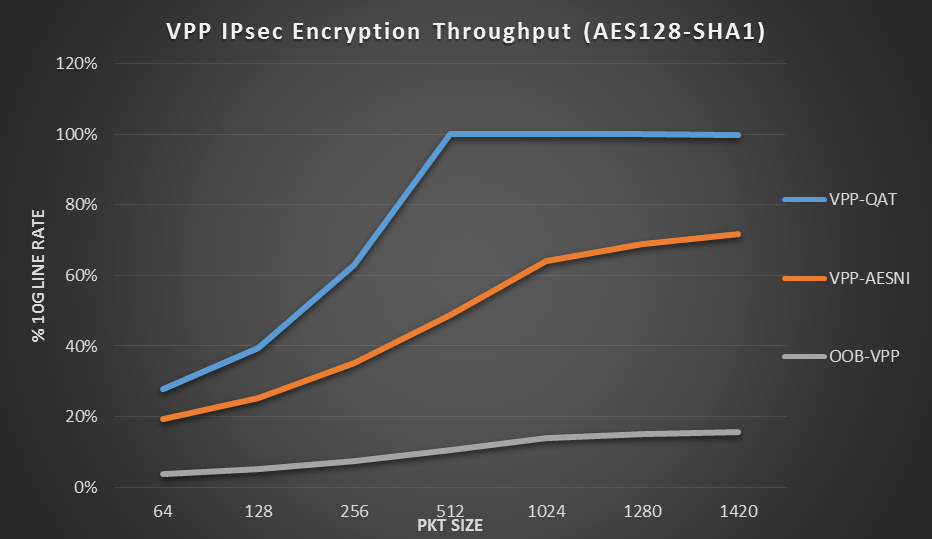 VPP IPsec Encryption Throughput (AES128-SHA1)
120%
100%
80%
60%
40%
20%
0%
% 10G LINE RATE
64 128 256 512 1024 1280 1420
PKT SIZE
VPP-QAT
VPP-AESNI
OOB-VPP